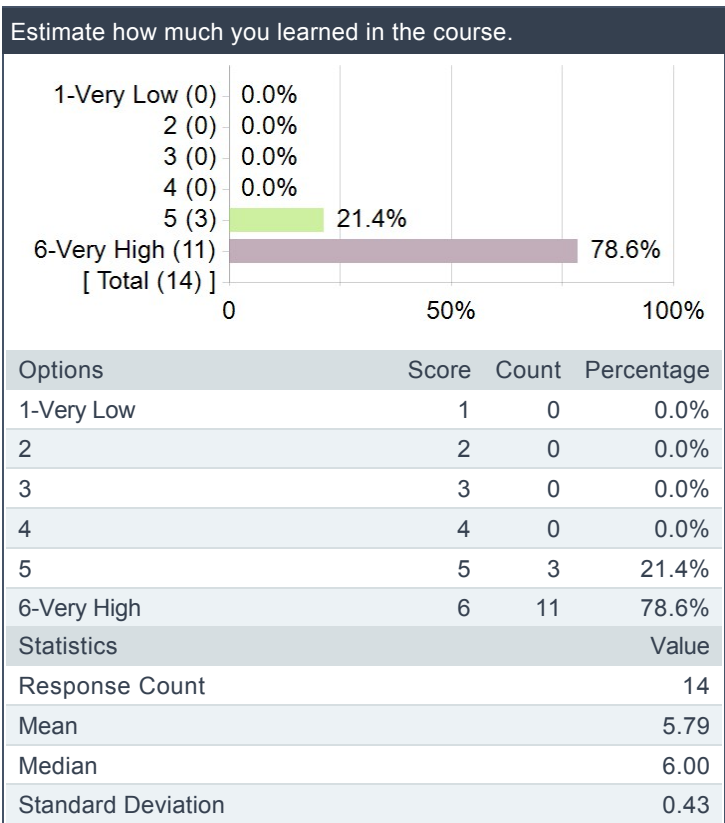 Estimate how much you learned in the course.
1-Very Low (0) 0.0%
2 (0) 0.0%
3 (0) 0.0%
4 (0) 0.0%
5 (3) 21.4%
6-Very High (11) 78.6%
[ Total (14) ]
0 50% 100%
Options Score Count Percentage
1-Very Low 1 0 0.0%
2 2 0 0.0%
3 3 0 0.0%
4 4 0 0.0%
5 5 3 21.4%
6-Very High 6 11 78.6%
Statistics Value
Response Count 14
Mean 5.79
Median 6.00
Standard Deviation 0.43